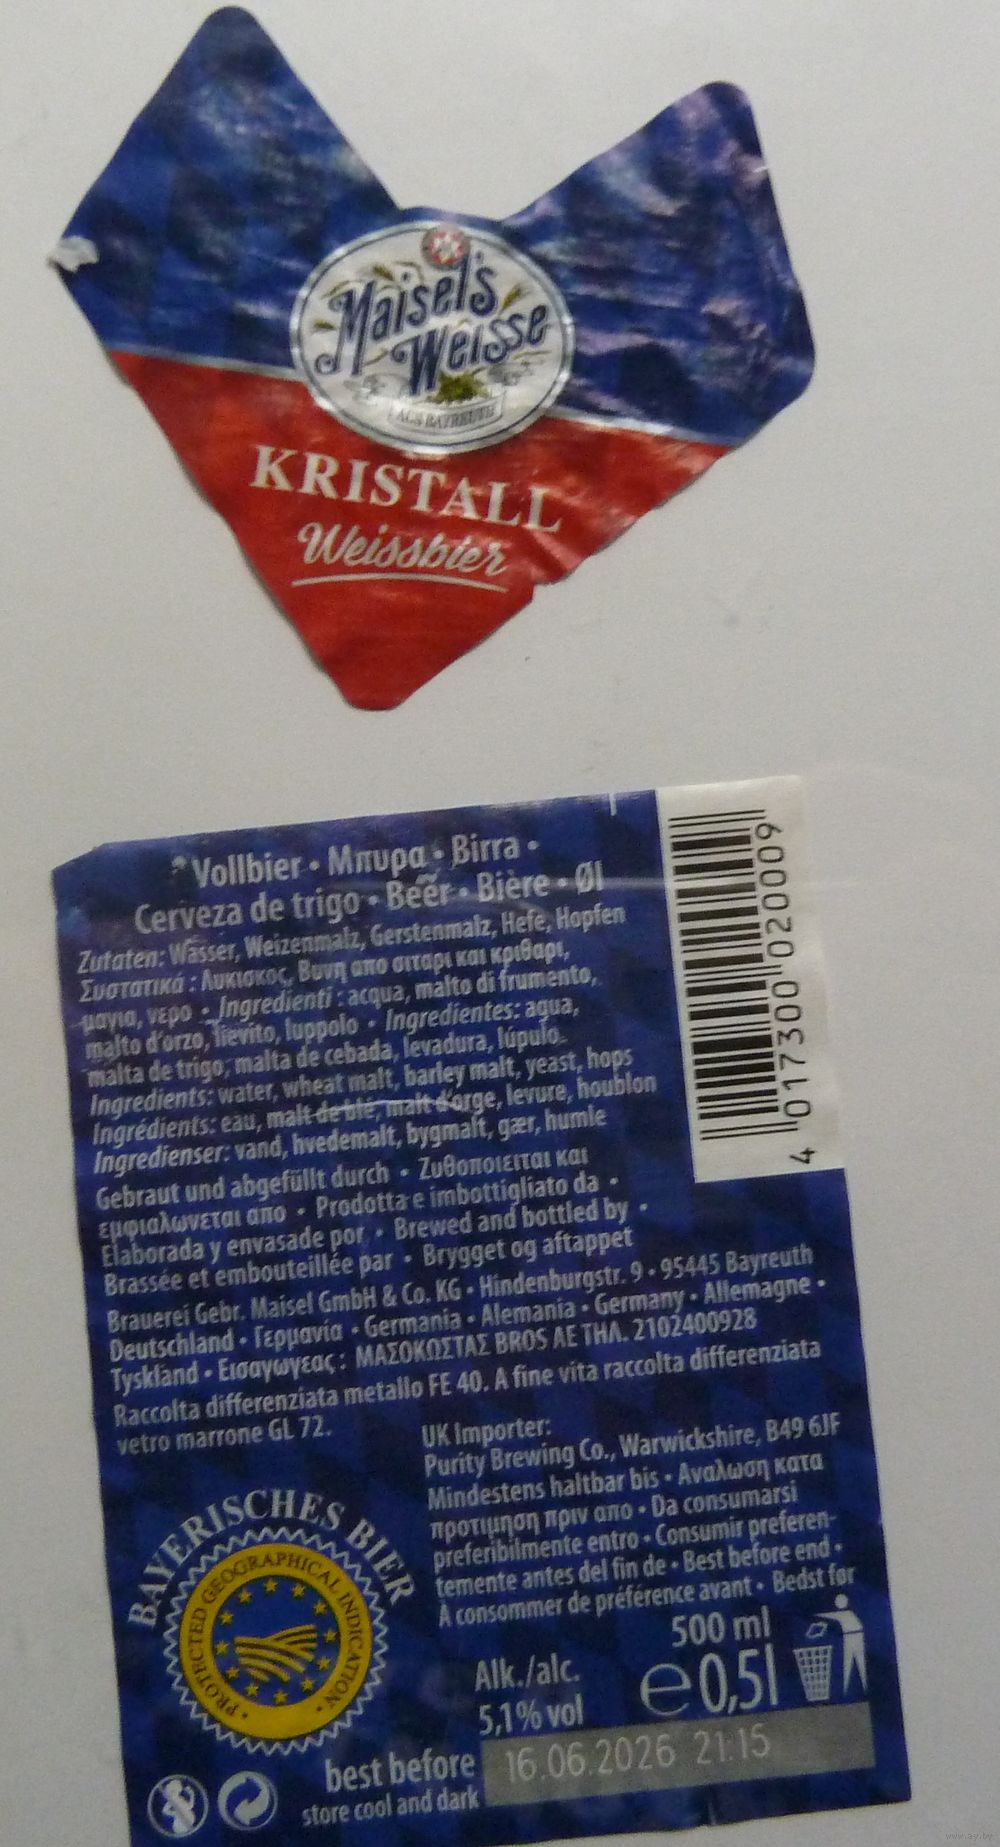 Maisel's
Weisse
AUS BAYREUTH
KRISTALL
Weissbier
Vollbier • Μπυρα • Birra •
Cerveza de trigo • Beer • Bière • Øl
Zutaten: Wasser, Weizenmalz, Gerstenmalz, Hefe, Hopfen
Συστατικά : Λυκισκος, Βυνη απο σιταρι και κριθαρι,
μαγια, νερο • Ingredienti : acqua, malto di frumento,
malto d'orzo, lievito, luppolo • Ingredientes: agua,
malta de trigo, malta de cebada, levadura, lúpulo
Ingredients: water, wheat malt, barley malt, yeast, hops
Ingrédients: eau, malt de blé, malt d'orge, levure, houblon
Ingredienser: vand, hvedemalt, bygmalt, gær, humle
Gebraut und abgefüllt durch • Ζυθοποιειται και
εμφιαλωνεται απο • Prodotta e imbottigliato da •
Elaborada y envasade por • Brewed and bottled by •
Brassée et embouteillée par • Brygget og aftappet
Brauerei Gebr. Maisel GmbH & Co. KG • Hindenburgstr. 9 • 95445 Bayreuth
Deutschland • Γερμανία • Germania • Alemania • Germany • Allemagne •
Tyskland • Εισαγωγεας : ΜΑΣΟΚΩΣΤΑΣ BROS ΑΕ ΤΗΛ. 2102400928
Raccolta differenziata metallo FE 40. A fine vita raccolta differenziata
vetro marrone GL 72.
UK Importer:
Purity Brewing Co., Warwickshire, B49 6JF
Mindestens haltbar bis • Αναλωση κατα
προτιμηση πριν απο • Da consumarsi
preferibilmente entro • Consumir preferen-
temente antes del fin de • Best before end •
À consommer de préférence avant • Bedst før
BAYERISCHES BIER
PROTECTED GEOGRAPHICAL INDICATION
500 ml
Alk./alc.
5,1% vol
℮ 0,5l
best before
16.06.2026 21:15
store cool and dark
4 017300 020009
www.ay.by